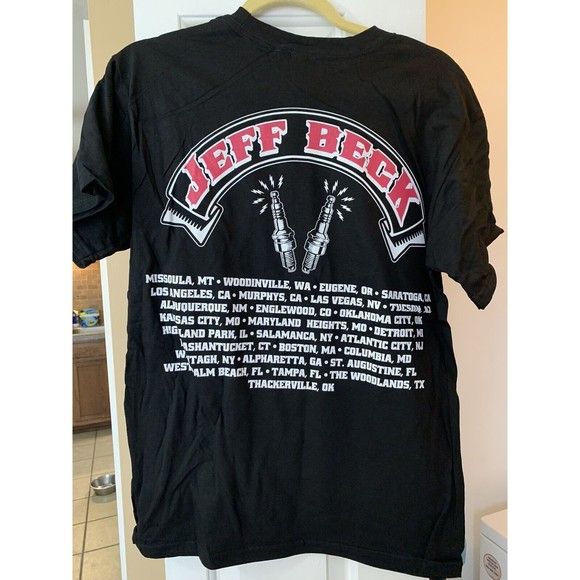 JEFF BECK
MISSOULA, MT • WOODINVILLE, WA • EUGENE, OR • SARATOGA, CA
LOS ANGELES, CA • MURPHYS, CA • LAS VEGAS, NV • TUCSON, AZ
ALBUQUERQUE, NM • ENGLEWOOD, CO • OKLAHOMA CITY, OK
KANSAS CITY, MO • MARYLAND HEIGHTS, MO • DETROIT, MI
HIGHLAND PARK, IL • SALAMANCA, NY • ATLANTIC CITY, NJ
MASHANTUCKET, CT • BOSTON, MA • COLUMBIA, MD
WANTAGH, NY • ALPHARETTA, GA • ST. AUGUSTINE, FL
WEST PALM BEACH, FL • TAMPA, FL • THE WOODLANDS, TX
THACKERVILLE, OK